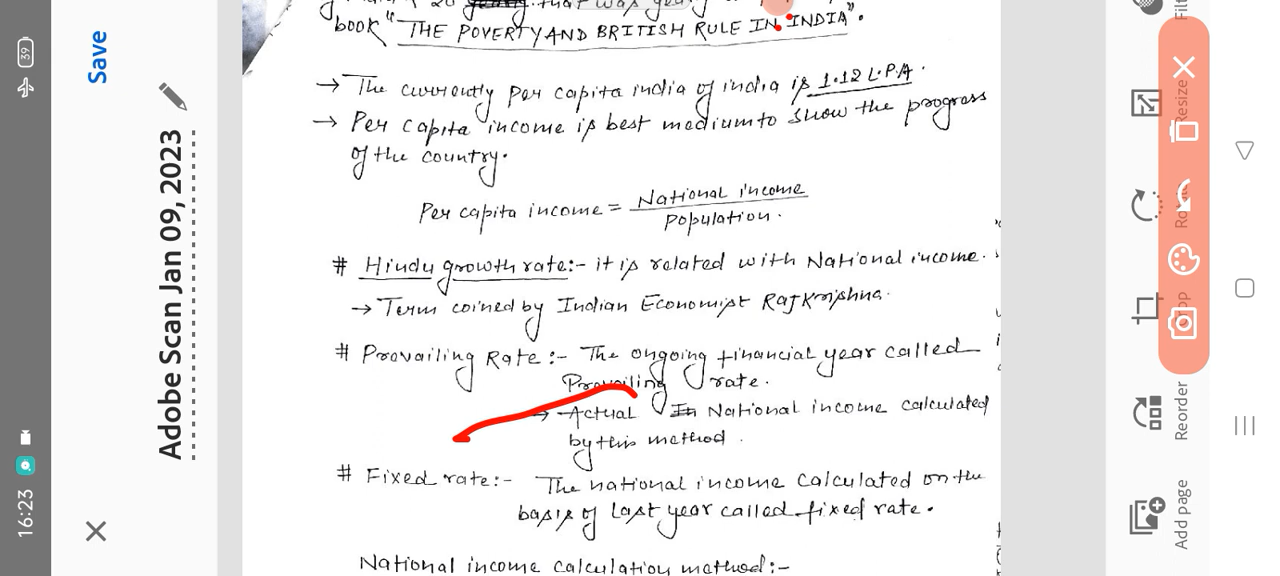 book "THE POVERTY AND BRITISH RULE IN INDIA".
→ The currently per capita india of india is 1.12 L.P.A.
→ Per capita income is best medium to show the progress
of the country.
Per capita income = National income
Population.
# Hindu growth rate:- it is related with National income.
→ Term coined by Indian Economist Rajkrishna.
# Prevailing Rate :- The ongoing financial year called
Prevailing rate.
→ Actual In National income calculated
by this method.
# Fixed rate:- The national income calculated on the
basis of last year called fixed rate.
National income calculation method:-
Save
Adobe Scan Jan 09, 2023
39
16:23
Resize
Reorder
Add page